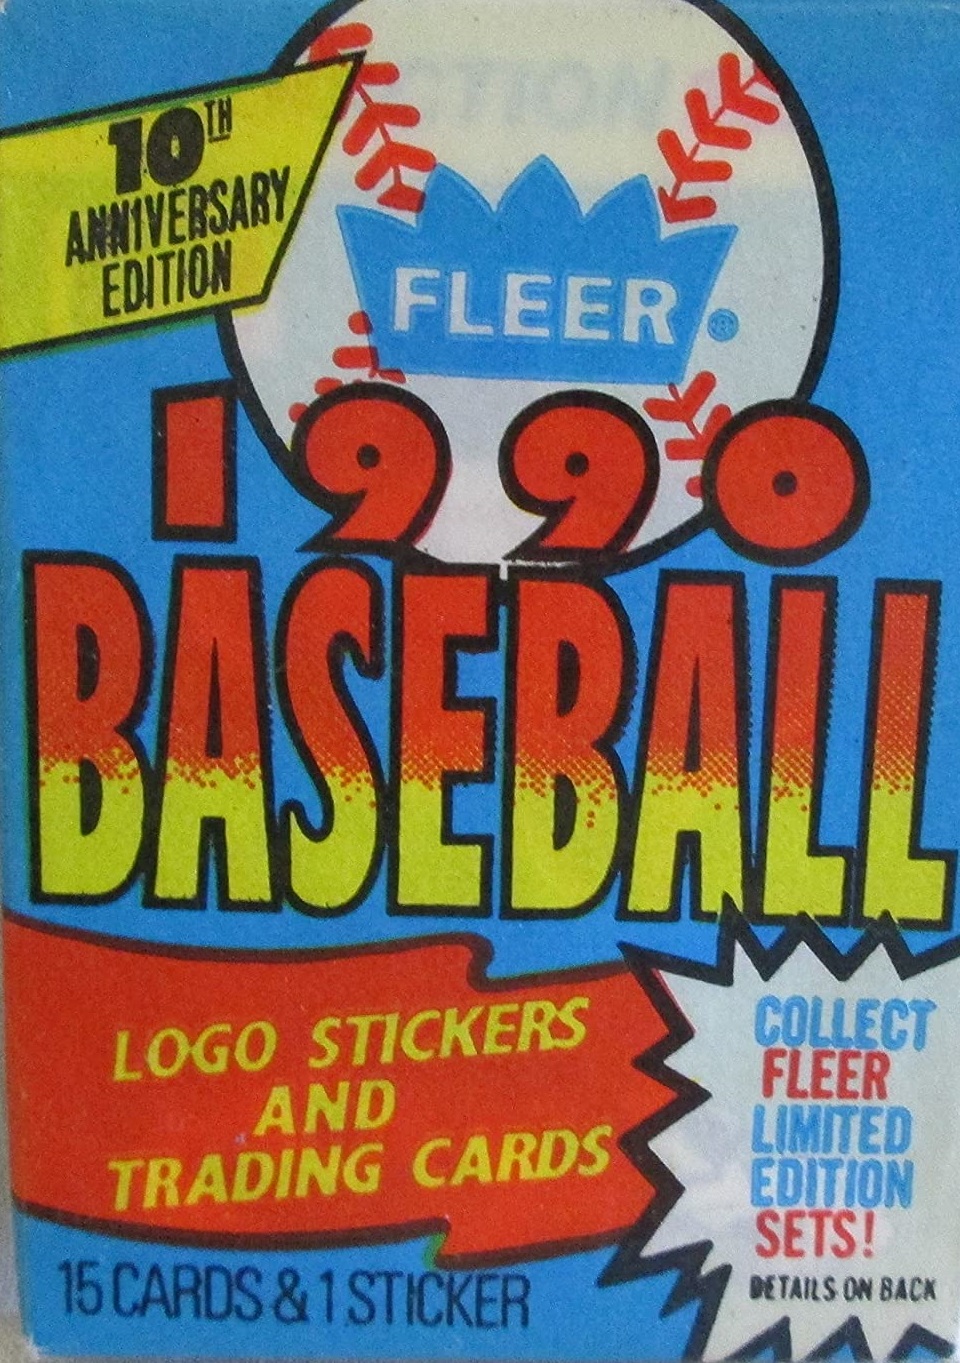 10TH
ANNIVERSARY
EDITION
FLEER®
1990
BASEBALL
LOGO STICKERS
AND
TRADING CARDS
COLLECT
FLEER
LIMITED
EDITION
SETS!
DETAILS ON BACK
15 CARDS & 1 STICKER